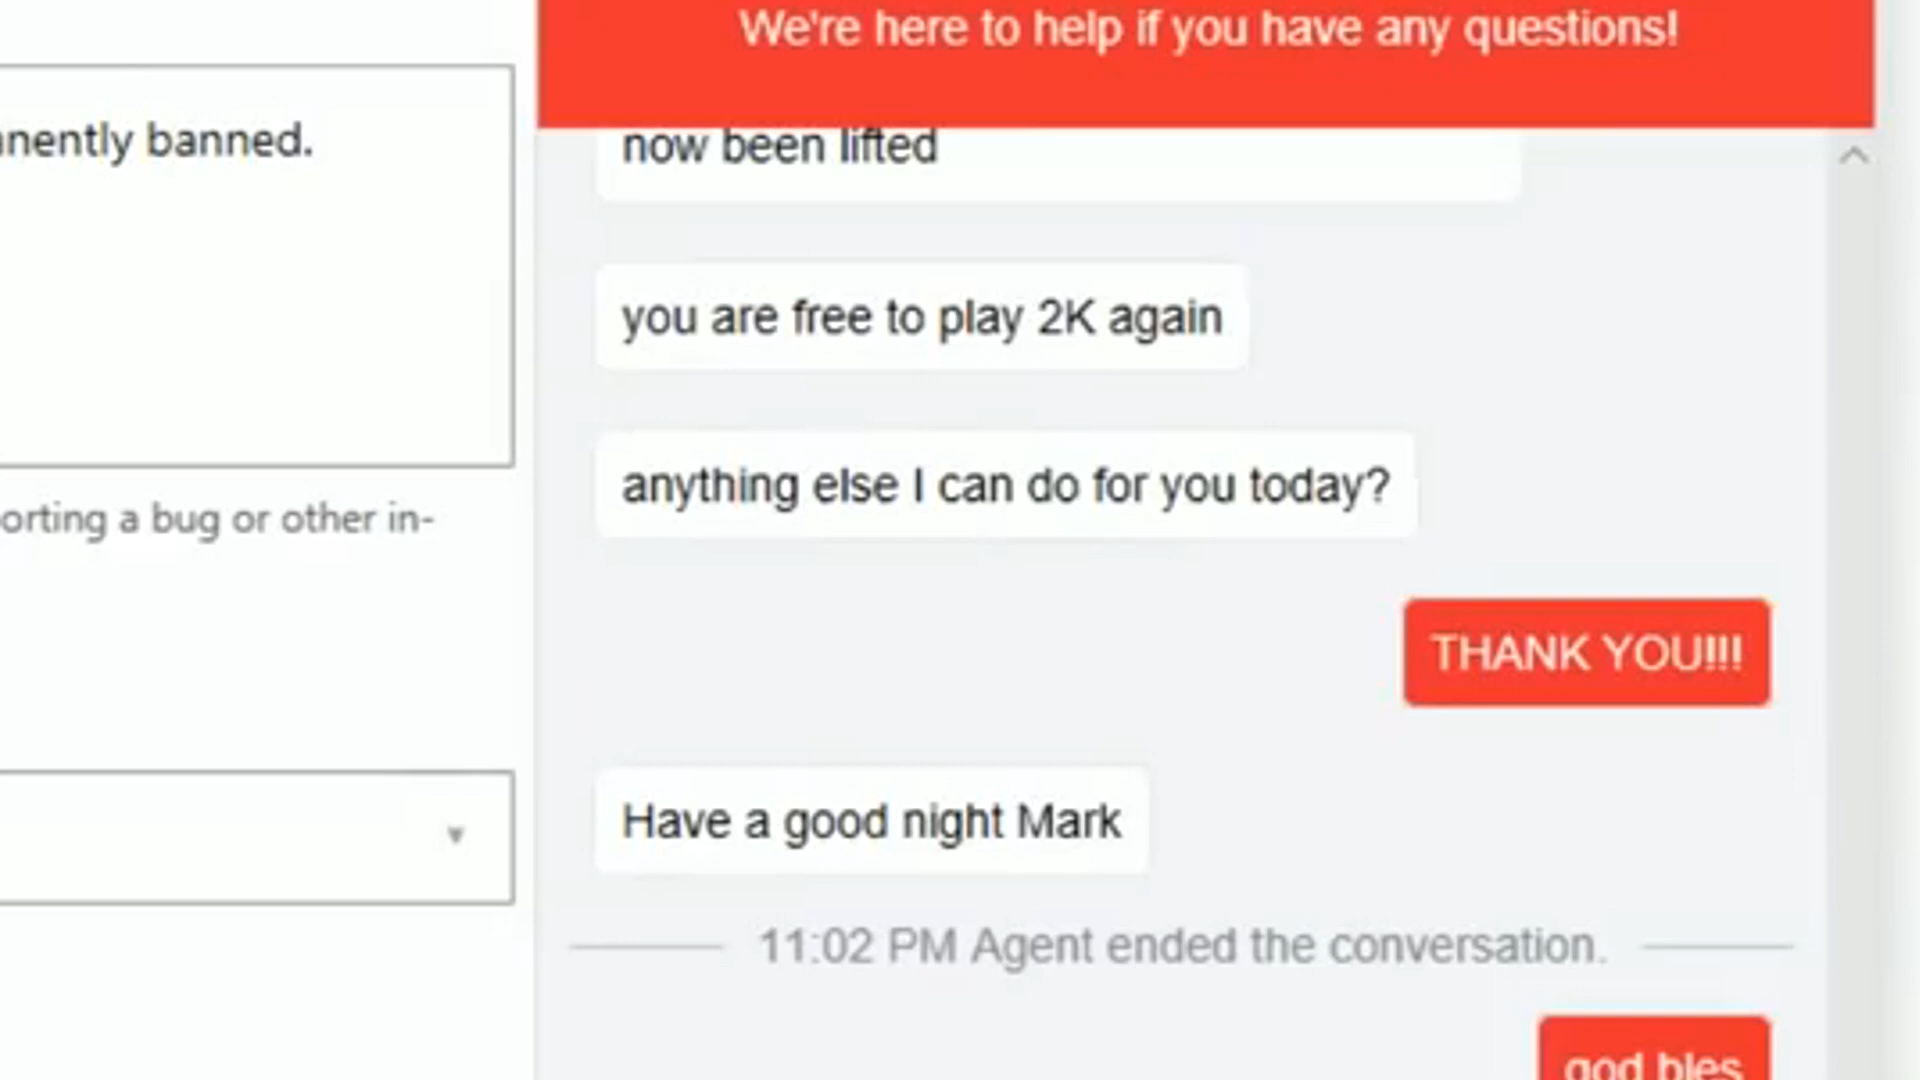 We're here to help if you have any questions!
banned.
now been lifted
you are free to play 2K again
anything else I can do for you today?
a bug or other in-
THANK YOU!!!
Have a good night Mark
11:02 PM Agent ended the conversation.
god bles